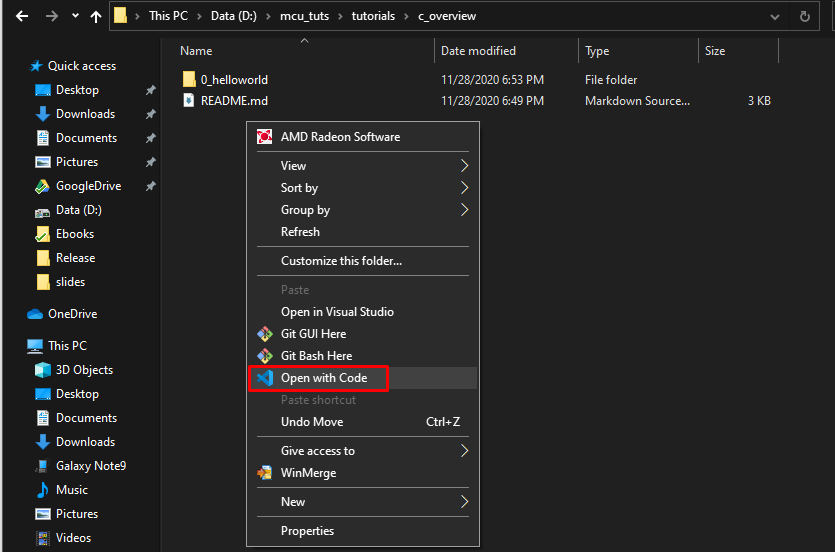 This PC > Data (D:) > mcu_tuts > tutorials > c_overview
Name Date modified Type Size
0_helloworld 11/28/2020 6:53 PM File folder
README.md 11/28/2020 6:49 PM Markdown Source... 3 KB
Quick access
Desktop
Downloads
Documents
Pictures
GoogleDrive
Data (D:)
Ebooks
Release
slides
OneDrive
This PC
3D Objects
Desktop
Documents
Downloads
Galaxy Note9
Music
Pictures
Videos
AMD Radeon Software
View
Sort by
Group by
Refresh
Customize this folder...
Paste
Open in Visual Studio
Git GUI Here
Git Bash Here
Open with Code
Paste shortcut
Undo Move Ctrl+Z
Give access to
WinMerge
New
Properties